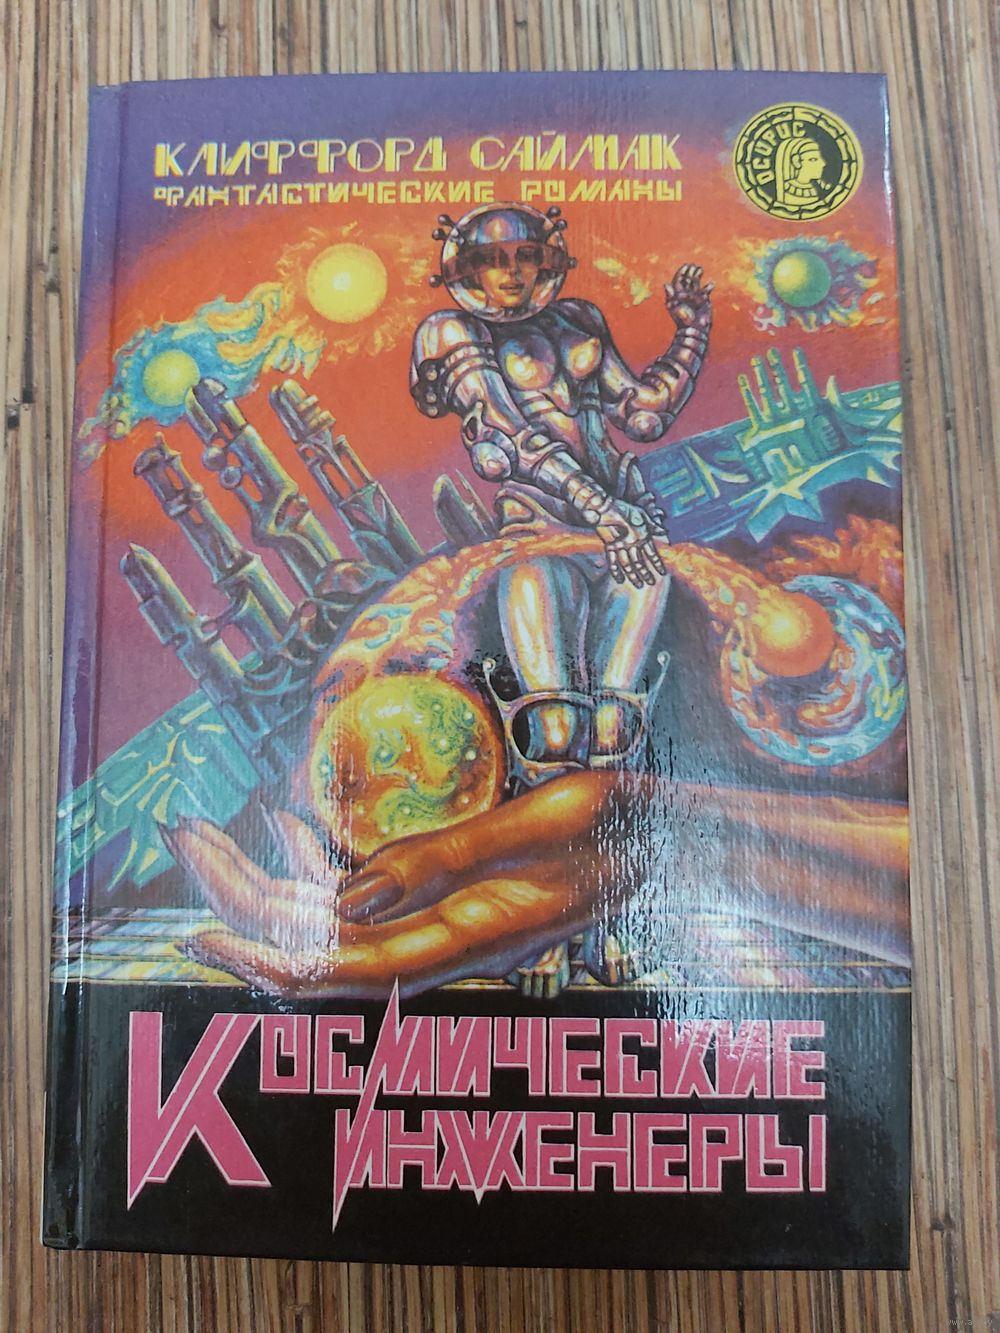 КЛИФФОРД САЙМАК
ФАНТАСТИЧЕСКИЕ РОМАНЫ
ОСИРИС
КОСМИЧЕСКИЕ
ИНЖЕНЕРЫ